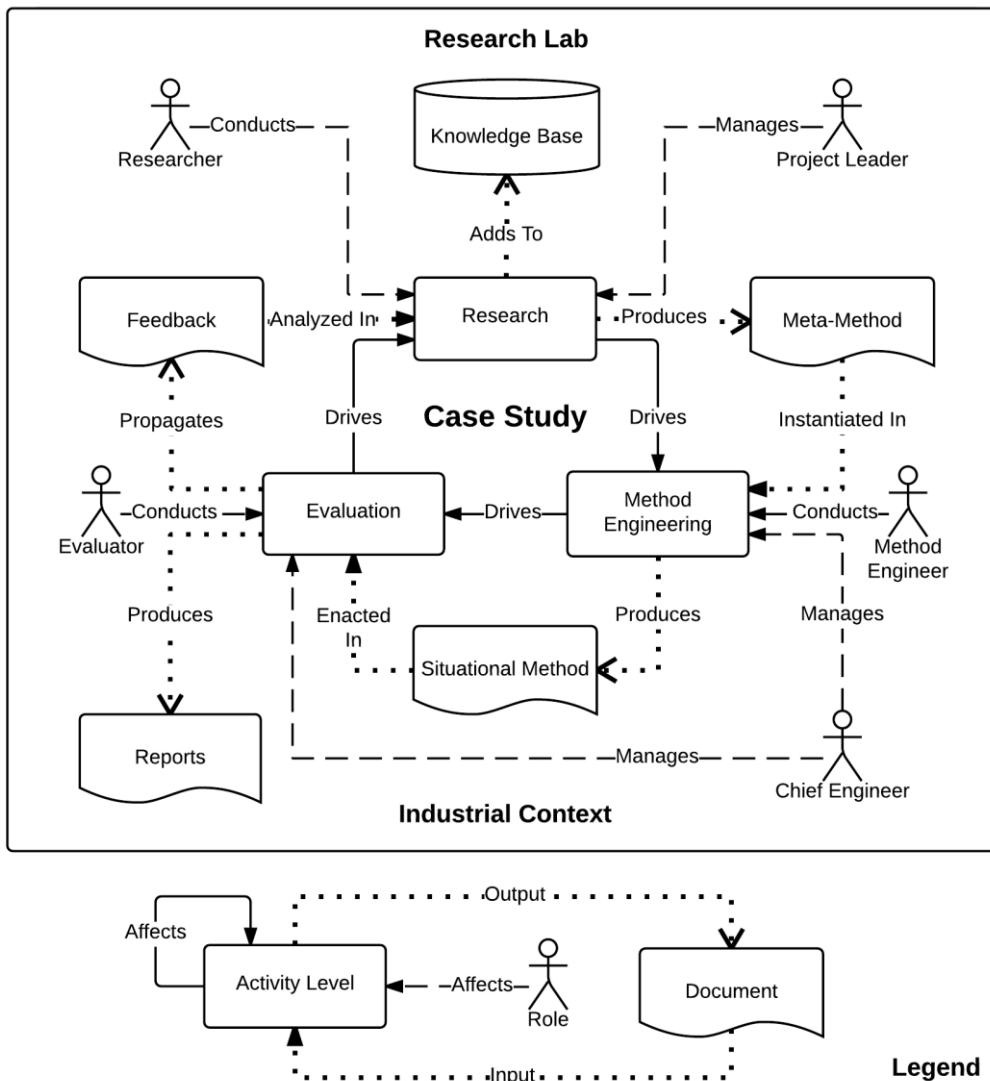 Research Lab
Conducts
Researcher
Knowledge Base
Manages
Project Leader
Adds To
Feedback
Analyzed In
Research
Produces
Meta-Method
Propagates
Drives
Case Study
Drives
Instantiated In
Evaluator
Conducts
Evaluation
Drives
Method
Engineering
Conducts
Method
Engineer
Produces
Enacted
In
Situational Method
Produces
Manages
Reports
Manages
Chief Engineer
Industrial Context
Output
Affects
Activity Level
Affects
Role
Document
Input
Legend